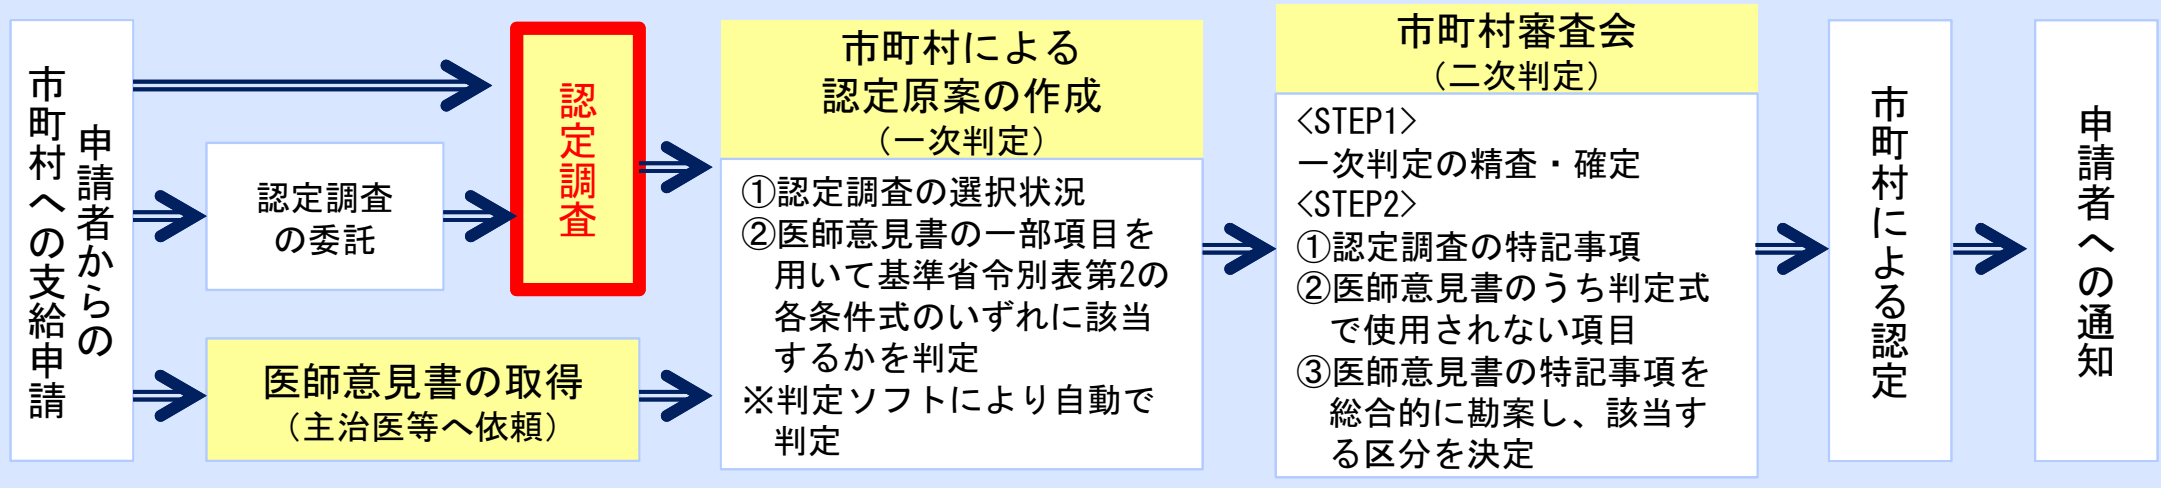 申請者からの
市町村への支給申請
認定調査
の委託
医師意見書の取得
（主治医等へ依頼）
認定調査
市町村による
認定原案の作成
（一次判定）
①認定調査の選択状況
②医師意見書の一部項目を
用いて基準省令別表第2の
各条件式のいずれに該当
するかを判定
※判定ソフトにより自動で
判定
市町村審査会
（二次判定）
<STEP1>
一次判定の精査・確定
<STEP2>
①認定調査の特記事項
②医師意見書のうち判定式
で使用されない項目
③医師意見書の特記事項を
総合的に勘案し、該当す
る区分を決定
市町村による認定
申請者への通知